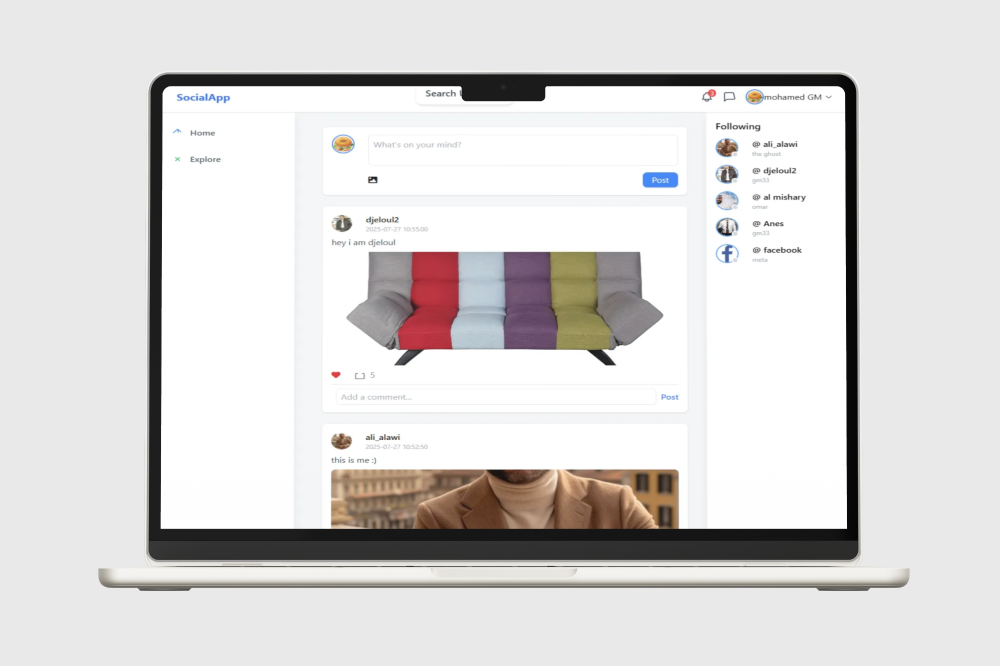 SocialApp
Search
3
mohamed GM
Home
Explore
What's on your mind?
Post
djeloul2
2025-07-27 10:55:00
hey i am djeloul
5
Add a comment...
Post
ali_alawi
2025-07-27 10:52:50
this is me :)
Following
@ ali_alawi
the ghost
@ djeloul2
gm33
@ al mishary
omar
@ Anes
gm33
@ facebook
meta